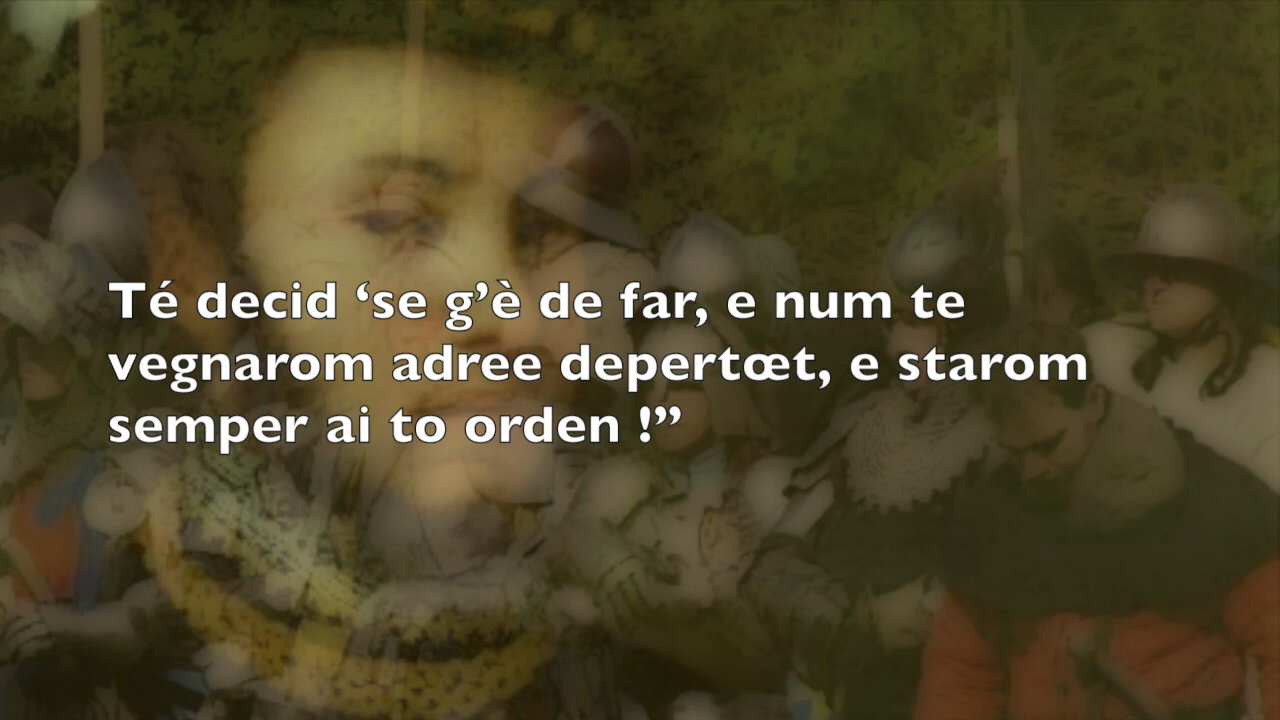 Té decid ‘se g’è de far, e num te
vegnarom adree depertœt, e starom
semper ai to orden !”